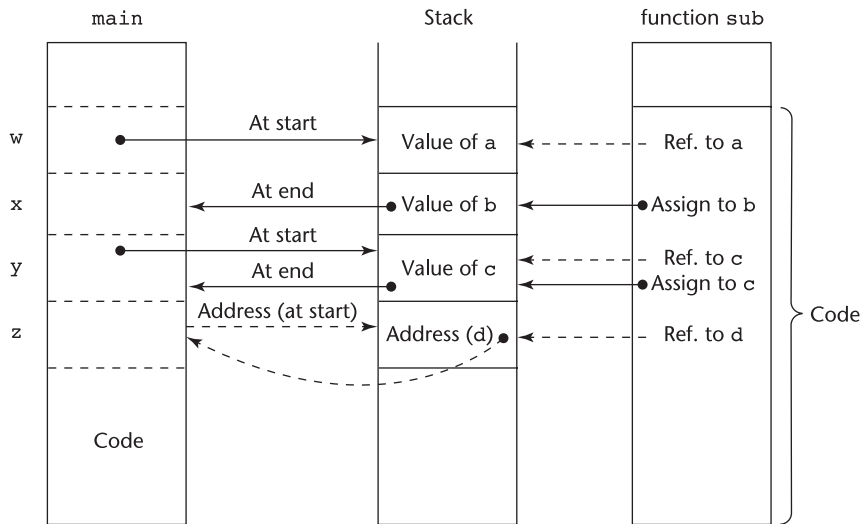 main
Stack
function sub
w
At start
Value of a
Ref. to a
x
At end
Value of b
Assign to b
At start
y
At end
Value of c
Ref. to c
Assign to c
z
Address (at start)
Address (d)
Ref. to d
Code
Code